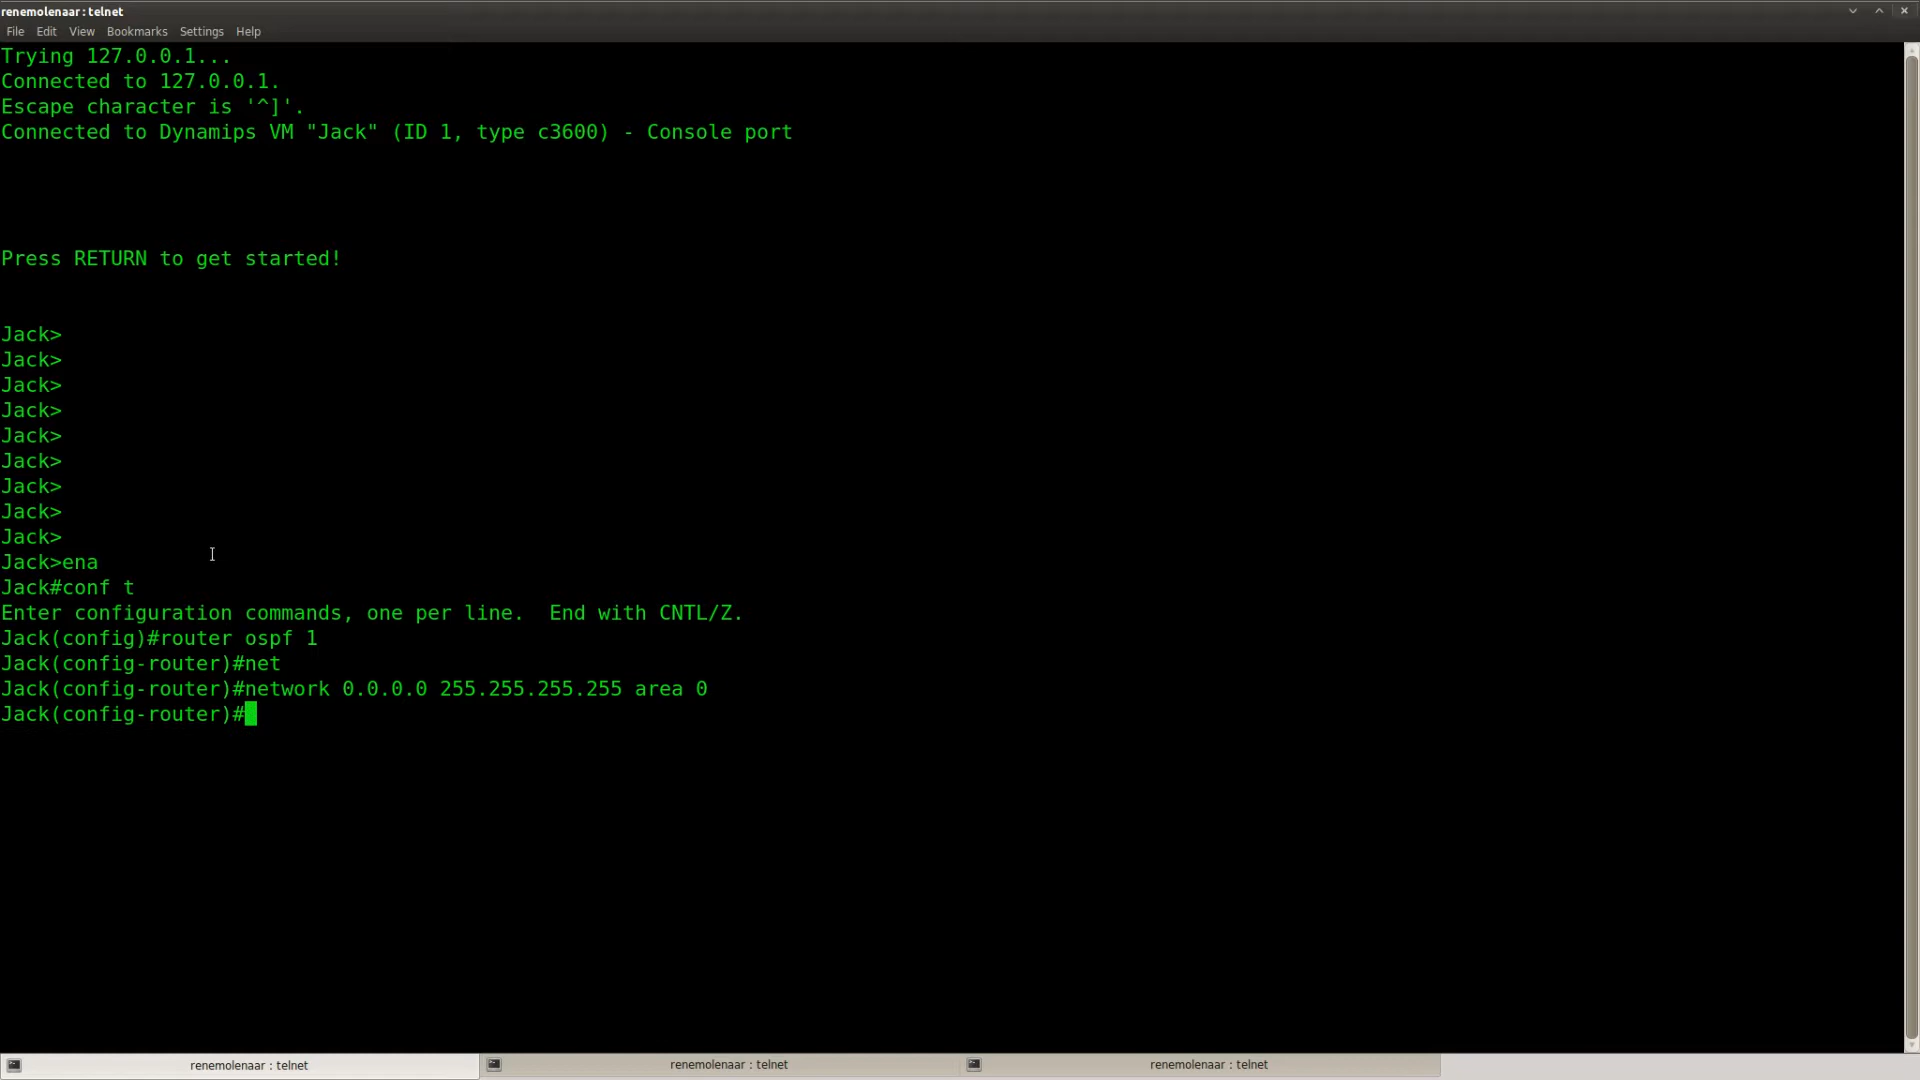 renemolenaar : telnet
File Edit View Bookmarks Settings Help
Trying 127.0.0.1...
Connected to 127.0.0.1.
Escape character is '^]'.
Connected to Dynamips VM "Jack" (ID 1, type c3600) - Console port
Press RETURN to get started!
Jack>
Jack>
Jack>
Jack>
Jack>
Jack>
Jack>
Jack>
Jack>
Jack>ena
Jack#conf t
Enter configuration commands, one per line.  End with CNTL/Z.
Jack(config)#router ospf 1
Jack(config-router)#net
Jack(config-router)#network 0.0.0.0 255.255.255.255 area 0
Jack(config-router)#
renemolenaar : telnet renemolenaar : telnet renemolenaar : telnet